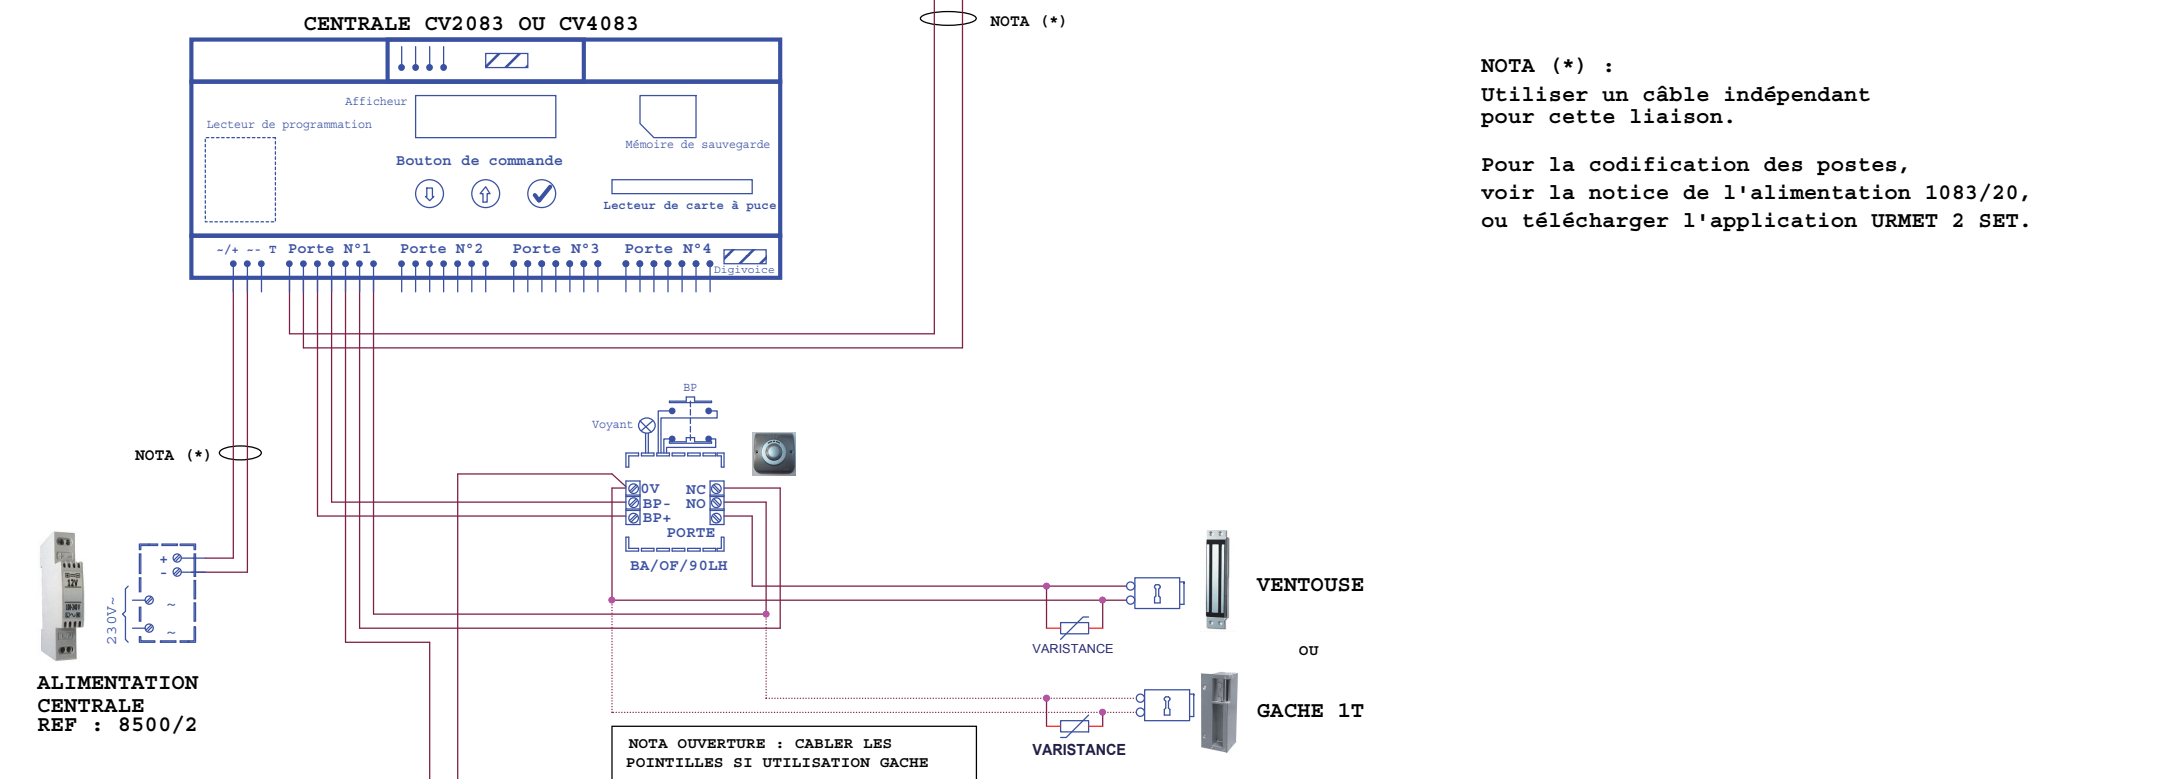 CENTRALE CV2083 OU CV4083
NOTA (*)
Afficheur
Lecteur de programmation
Mémoire de sauvegarde
Bouton de commande
Lecteur de carte à puce
~/+ ~- T Porte N°1 Porte N°2 Porte N°3 Porte N°4
Digivoice
NOTA (*) :
Utiliser un câble indépendant
pour cette liaison.
Pour la codification des postes,
voir la notice de l'alimentation 1083/20,
ou télécharger l'application URMET 2 SET.
BP
Voyant
NOTA (*)
0V NC
BP- NO
BP+
PORTE
BA/OF/90LH
+
-
~
~
230V~
12V
ALIMENTATION
CENTRALE
REF : 8500/2
VENTOUSE
VARISTANCE
OU
GACHE 1T
VARISTANCE
NOTA OUVERTURE : CABLER LES
POINTILLES SI UTILISATION GACHE